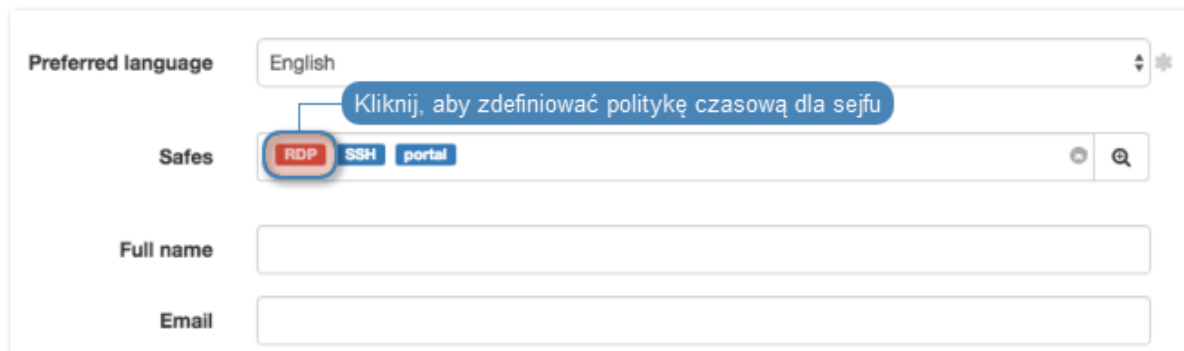 Preferred language English
Kliknij, aby zdefiniować politykę czasową dla sejfu
Safes RDP SSH portal
Full name
Email